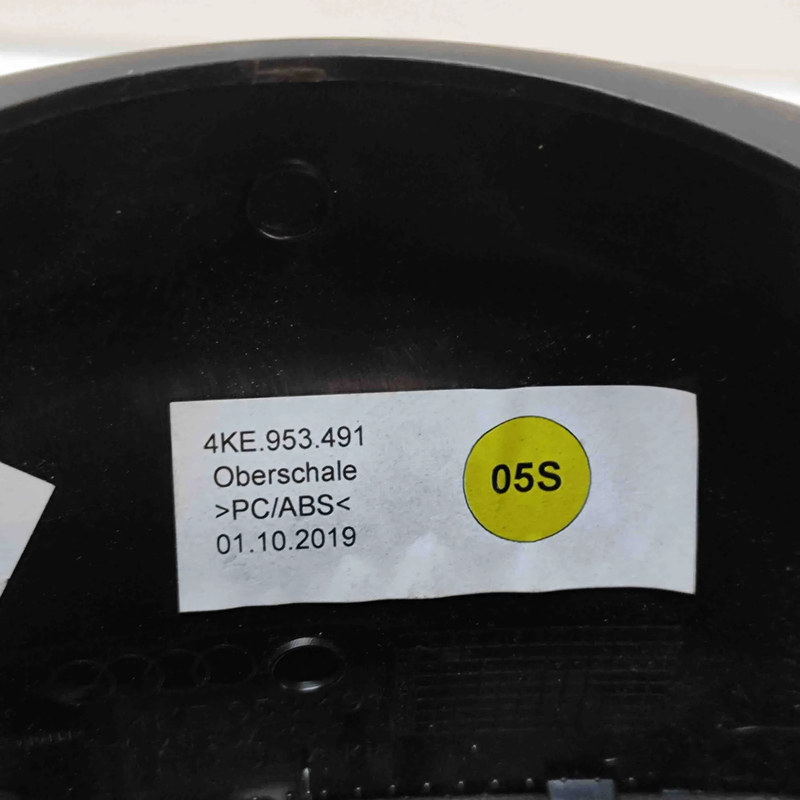 4KE.953.491
Oberschale
>PC/ABS<
01.10.2019
05S